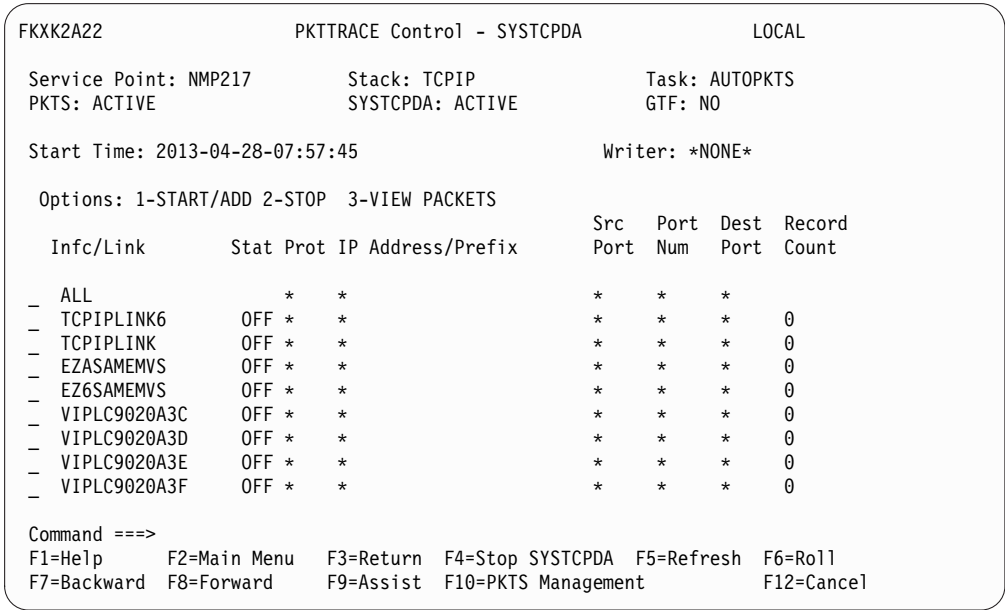 FKXK2A22                    PKTTRACE Control - SYSTCPDA                 LOCAL
Service Point: NMP217          Stack: TCPIP                 Task: AUTOPKTS
PKTS: ACTIVE                   SYSTCPDA: ACTIVE             GTF: NO
Start Time: 2013-04-28-07:57:45                         Writer: *NONE*
Options: 1-START/ADD 2-STOP  3-VIEW PACKETS
Src   Port  Dest  Record
Infc/Link         Stat Prot IP Address/Prefix        Port  Num   Port  Count
_  ALL                   *    *                         *     *     *
_  TCPIPLINK6       OFF *    *                         *     *     *     0
_  TCPIPLINK        OFF *    *                         *     *     *     0
_  EZASAMEMVS       OFF *    *                         *     *     *     0
_  EZ6SAMEMVS       OFF *    *                         *     *     *     0
_  VIPLC9020A3C     OFF *    *                         *     *     *     0
_  VIPLC9020A3D     OFF *    *                         *     *     *     0
_  VIPLC9020A3E     OFF *    *                         *     *     *     0
_  VIPLC9020A3F     OFF *    *                         *     *     *     0
Command ===>
F1=Help      F2=Main Menu   F3=Return  F4=Stop SYSTCPDA  F5=Refresh  F6=Roll
F7=Backward  F8=Forward     F9=Assist  F10=PKTS Management           F12=Cancel